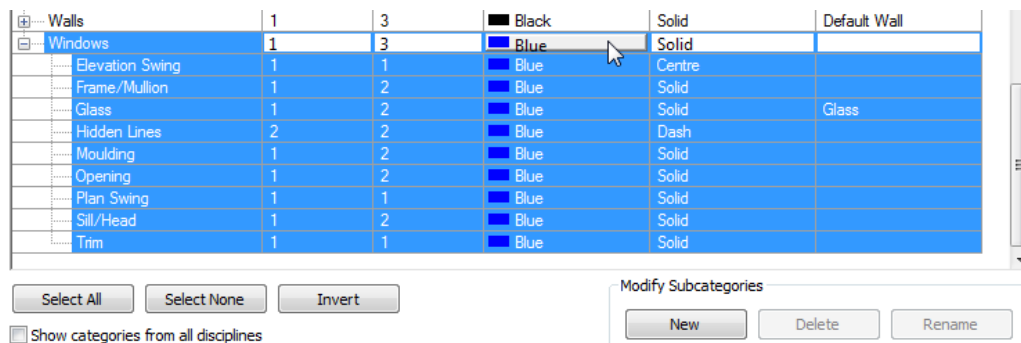 Walls 1 3 Black Solid Default Wall
Windows 1 3 Blue Solid
Elevation Swing 1 1 Blue Centre
Frame/Mullion 1 2 Blue Solid
Glass 1 2 Blue Solid Glass
Hidden Lines 2 2 Blue Dash
Moulding 1 2 Blue Solid
Opening 1 2 Blue Solid
Plan Swing 1 1 Blue Solid
Sill/Head 1 2 Blue Solid
Trim 1 1 Blue Solid
Select All Select None Invert
Modify Subcategories
New Delete Rename
Show categories from all disciplines